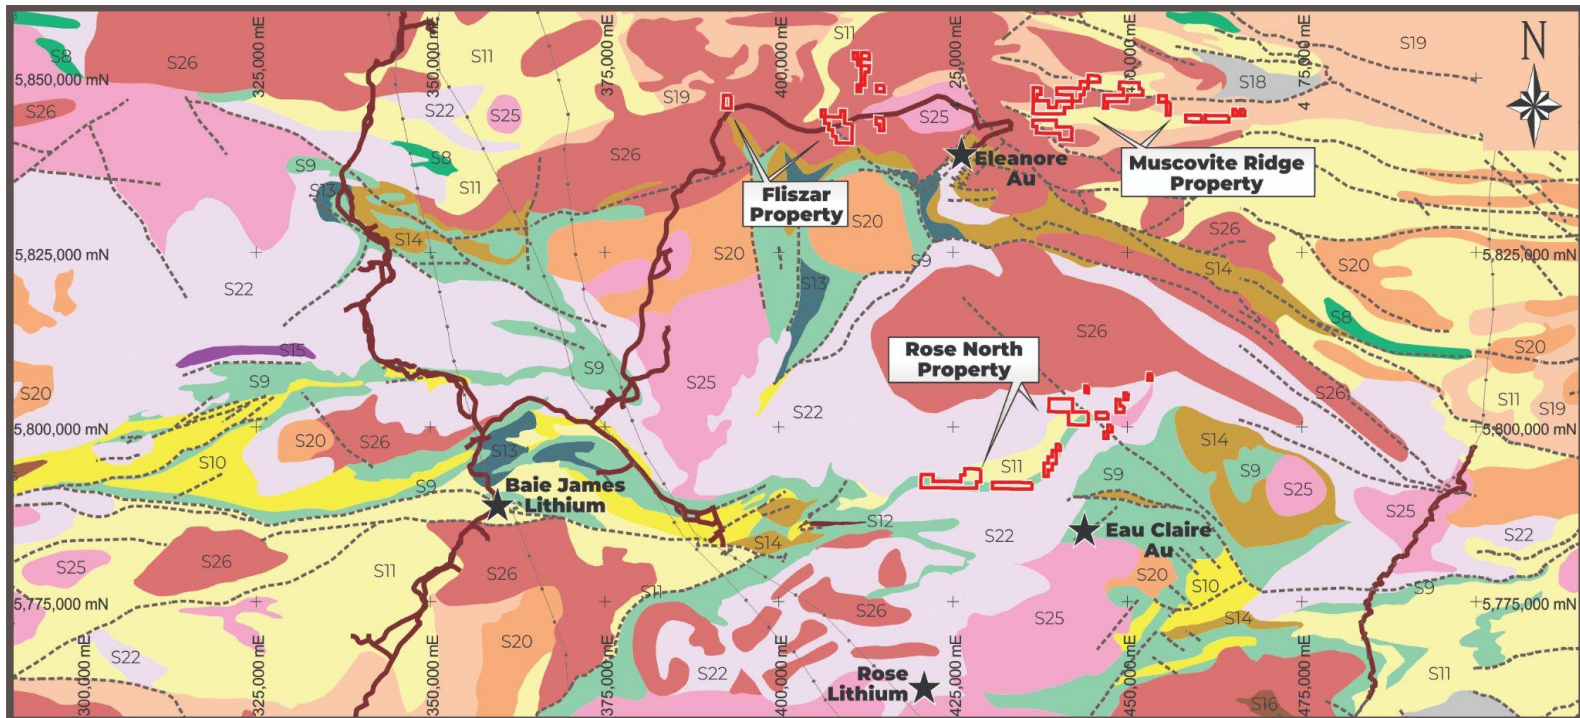 S8
S26
325,000 mE
350,000 mE
S11
375,000 mE
400,000 mE
S11
S19
N
5,850,000 mN
S26
S22
S25
S19
S25
S18
S8
S26
Eleanore
Au
Muscovite Ridge
Property
S9
S13
S11
Fliszar
Property
S14
S20
S20
S26
5,825,000 mN
S9
S14
S20
5,825,000 mN
S22
S13
S8
S15
S26
S20
Rose North
Property
S9
S9
S25
S26
S20
S22
S11
S19
5,800,000 mN
S20
S26
S14
5,800,000 mN
S10
S13
S11
S9
S9
S25
Baie James
Lithium
S9
S12
S25
S22
Eau Claire
Au
S22
S14
S25
S26
S11
S26
S20
S10
S11
S9
5,775,000 mN
S26
S25
S14
5,775,000 mN
S22
S20
S22
Rose
Lithium
S11
S16
300,000 mE
325,000 mE
350,000 mE
375,000 mE
400,000 mE
425,000 mE
450,000 mE
475,000 mE